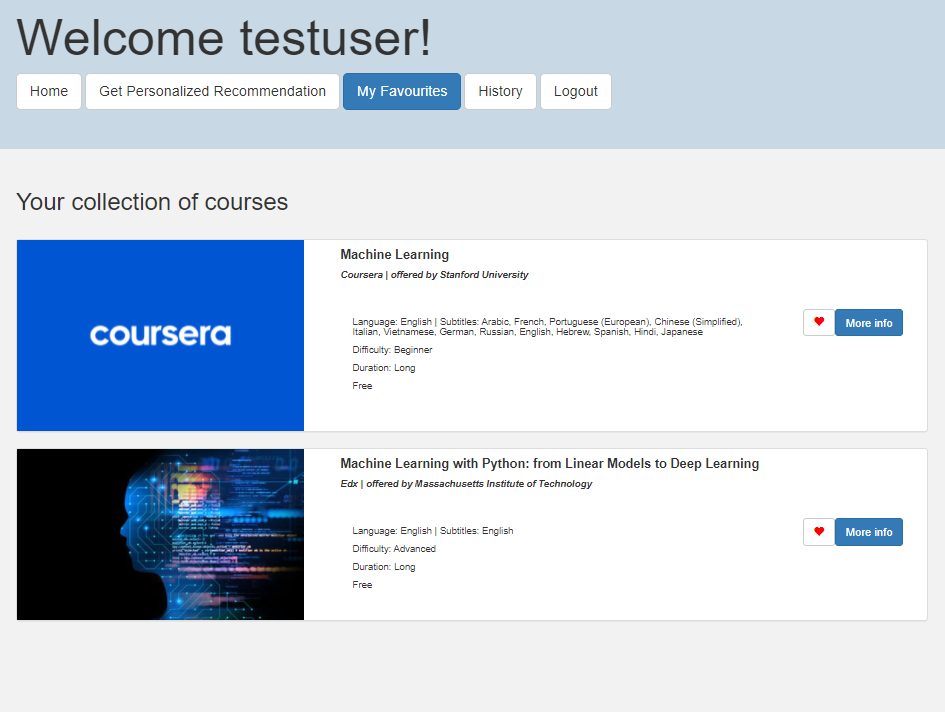 Welcome testuser!
Home
Get Personalized Recommendation
My Favourites
History
Logout
Your collection of courses
coursera
Machine Learning
Coursera | offered by Stanford University
Language: English | Subtitles: Arabic, French, Portuguese (European), Chinese (Simplified),
Italian, Vietnamese, German, Russian, English, Hebrew, Spanish, Hindi, Japanese
Difficulty: Beginner
Duration: Long
Free
More info
Machine Learning with Python: from Linear Models to Deep Learning
Edx | offered by Massachusetts Institute of Technology
Language: English | Subtitles: English
Difficulty: Advanced
Duration: Long
Free
More info